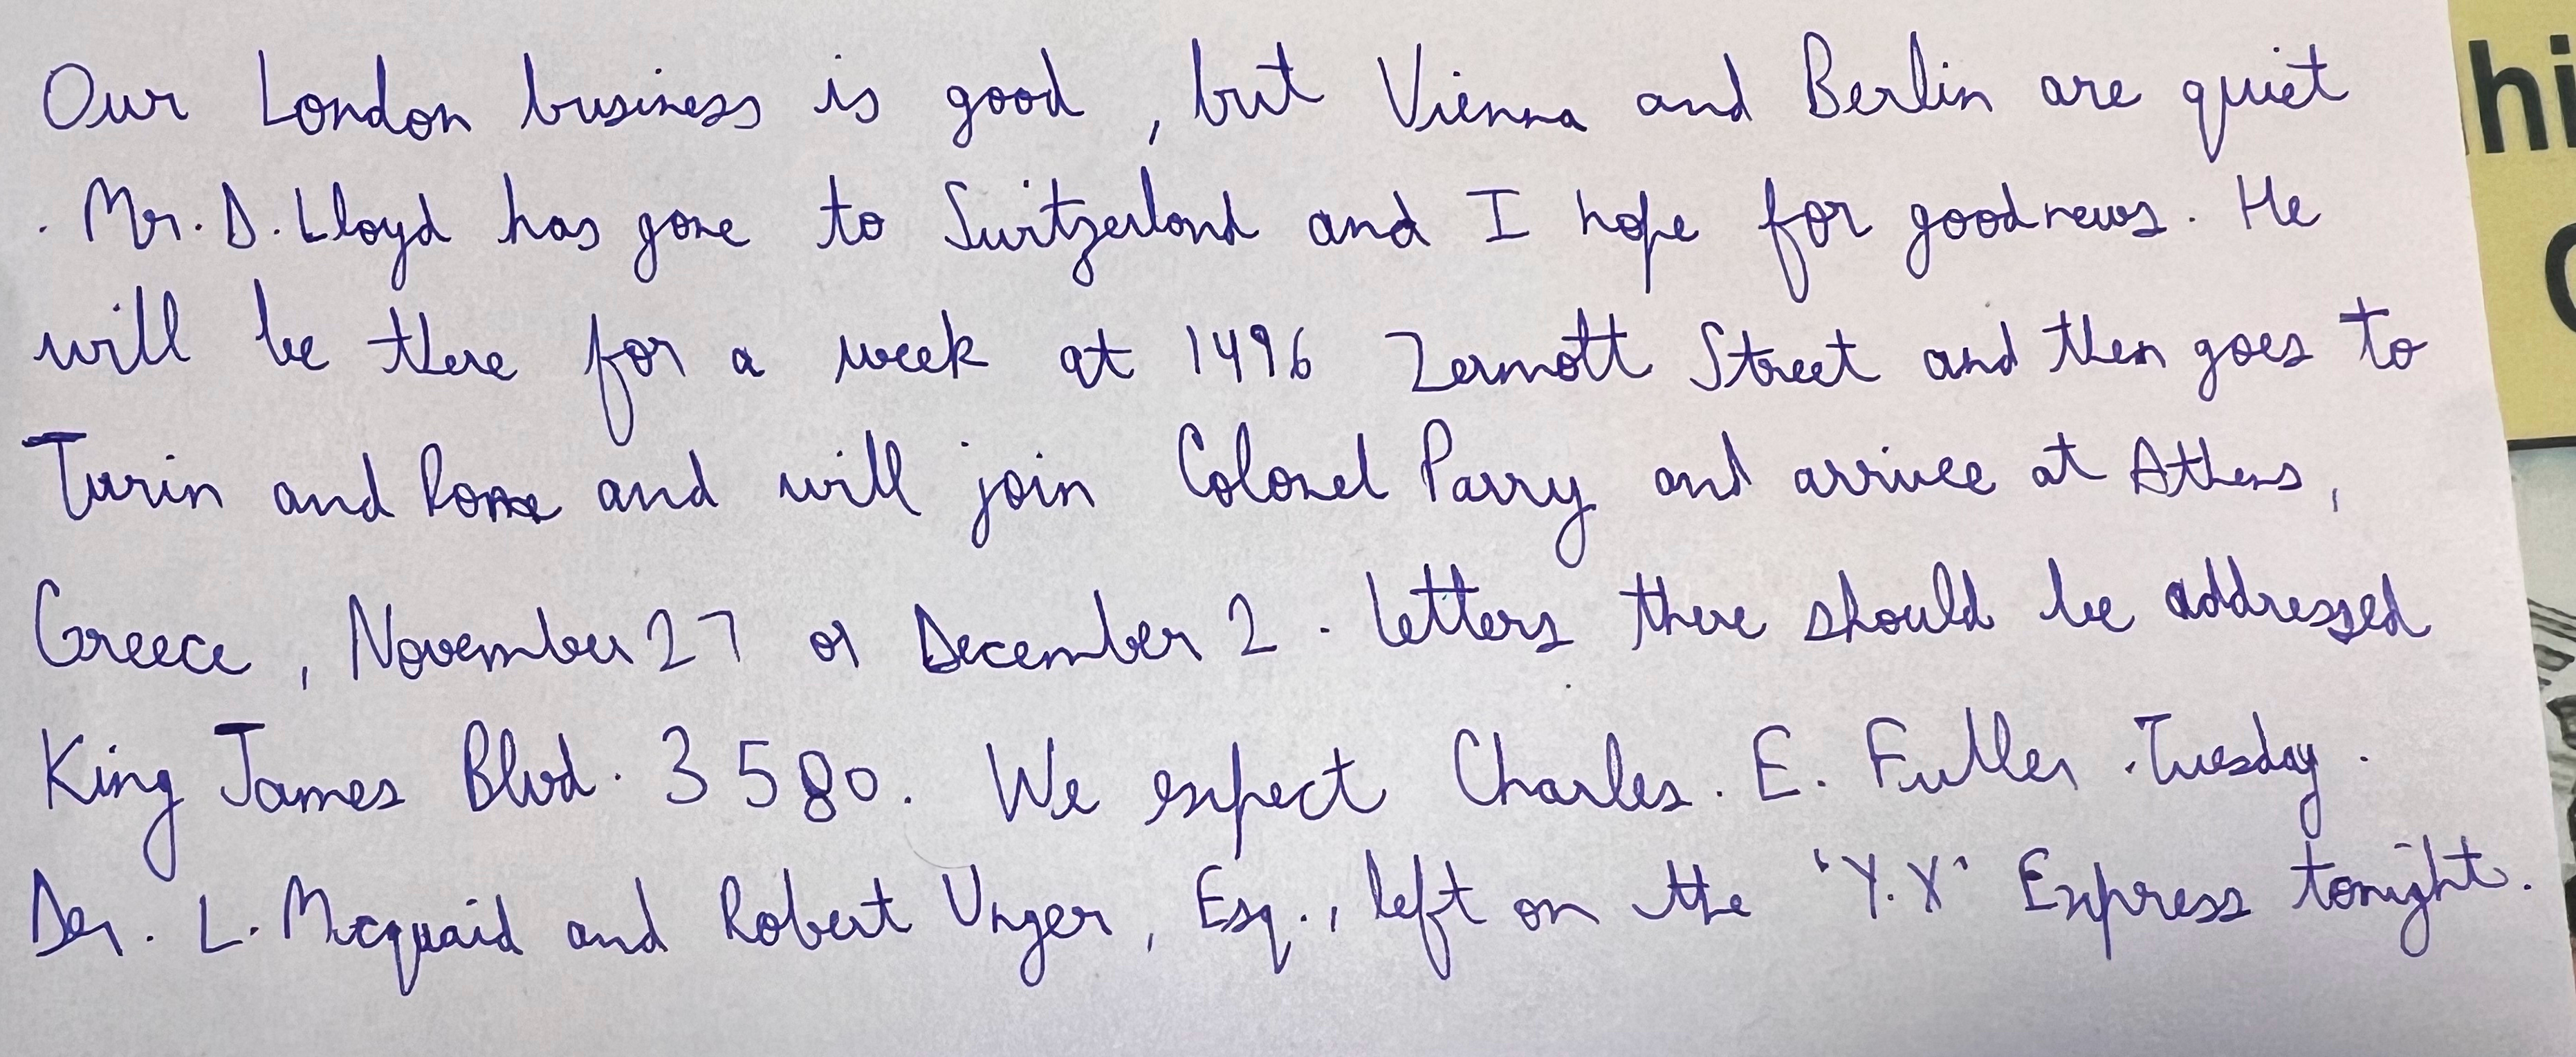 Our London business is good, but Vienna and Berlin are quiet
. Mr. D. Lloyd has gone to Switzerland and I hope for good news. He
will be there for a week at 1496 Zermott Street and then goes to
Turin and Rome and will join Colonel Parry and arrive at Athens,
Greece, November 27 or December 2. Letters there should be addressed
King James Blvd. 3580. We expect Charles. E. Fuller Tuesday.
Der. L. Mcquaid and Robert Unger, Esq., left on the 'Y.X' Express tonight.
hi